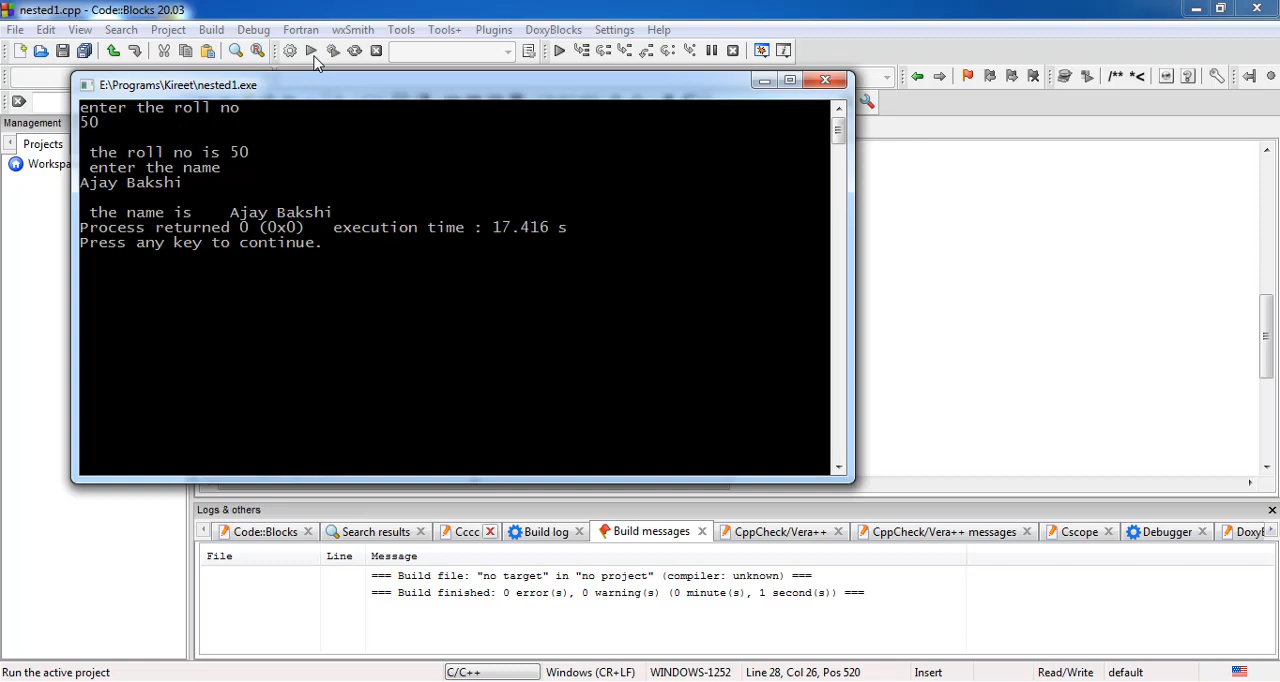 nested1.cpp - Code::Blocks 20.03
File Edit View Search Project Build Debug Fortran wxSmith Tools Tools+ Plugins DoxyBlocks Settings Help
/** *<
E:\Programs\Kireet\nested1.exe
enter the roll no
50
the roll no is 50
enter the name
Ajay Bakshi
the name is    Ajay Bakshi
Process returned 0 (0x0)   execution time : 17.416 s
Press any key to continue.
Management
Projects
Workspa
Logs & others
Code::Blocks Search results Cccc Build log Build messages CppCheck/Vera++ CppCheck/Vera++ messages Cscope Debugger DoxyB
File Line Message
=== Build file: "no target" in "no project" (compiler: unknown) ===
=== Build finished: 0 error(s), 0 warning(s) (0 minute(s), 1 second(s)) ===
Run the active project C/C++ Windows (CR+LF) WINDOWS-1252 Line 28, Col 26, Pos 520 Insert Read/Write default